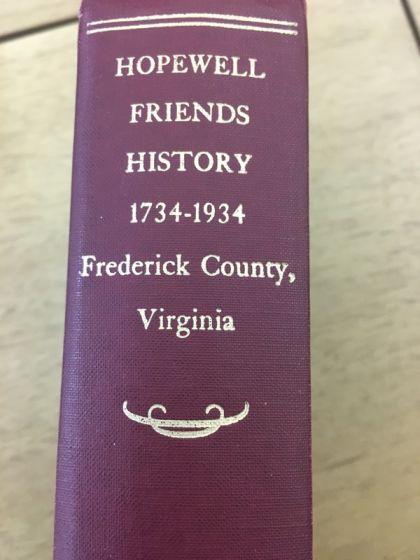 HOPEWELL
FRIENDS
HISTORY
1734-1934
Frederick County,
Virginia